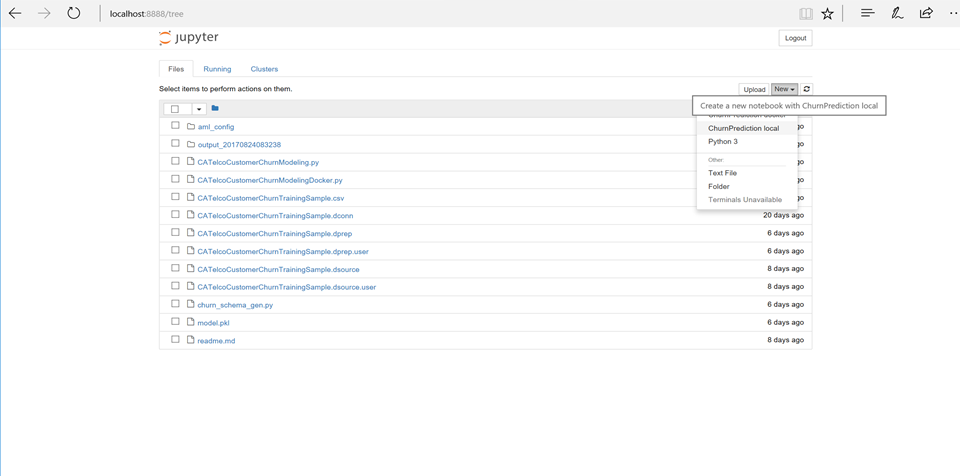 localhost:8888/tree
jupyter
Logout
Files Running Clusters
Select items to perform actions on them.
Upload New
Create a new notebook with ChurnPrediction local
ChurnPrediction local
Python 3
Other:
Text File
Folder
Terminals Unavailable
aml_config ago
output_20170824083238 ago
CATelcoCustomerChurnModeling.py
CATelcoCustomerChurnModelingDocker.py ago
CATelcoCustomerChurnTrainingSample.csv ago
CATelcoCustomerChurnTrainingSample.dconn 20 days ago
CATelcoCustomerChurnTrainingSample.dprep 6 days ago
CATelcoCustomerChurnTrainingSample.dprep.user 6 days ago
CATelcoCustomerChurnTrainingSample.dsource 8 days ago
CATelcoCustomerChurnTrainingSample.dsource.user 8 days ago
churn_schema_gen.py 6 days ago
model.pkl 6 days ago
readme.md 8 days ago